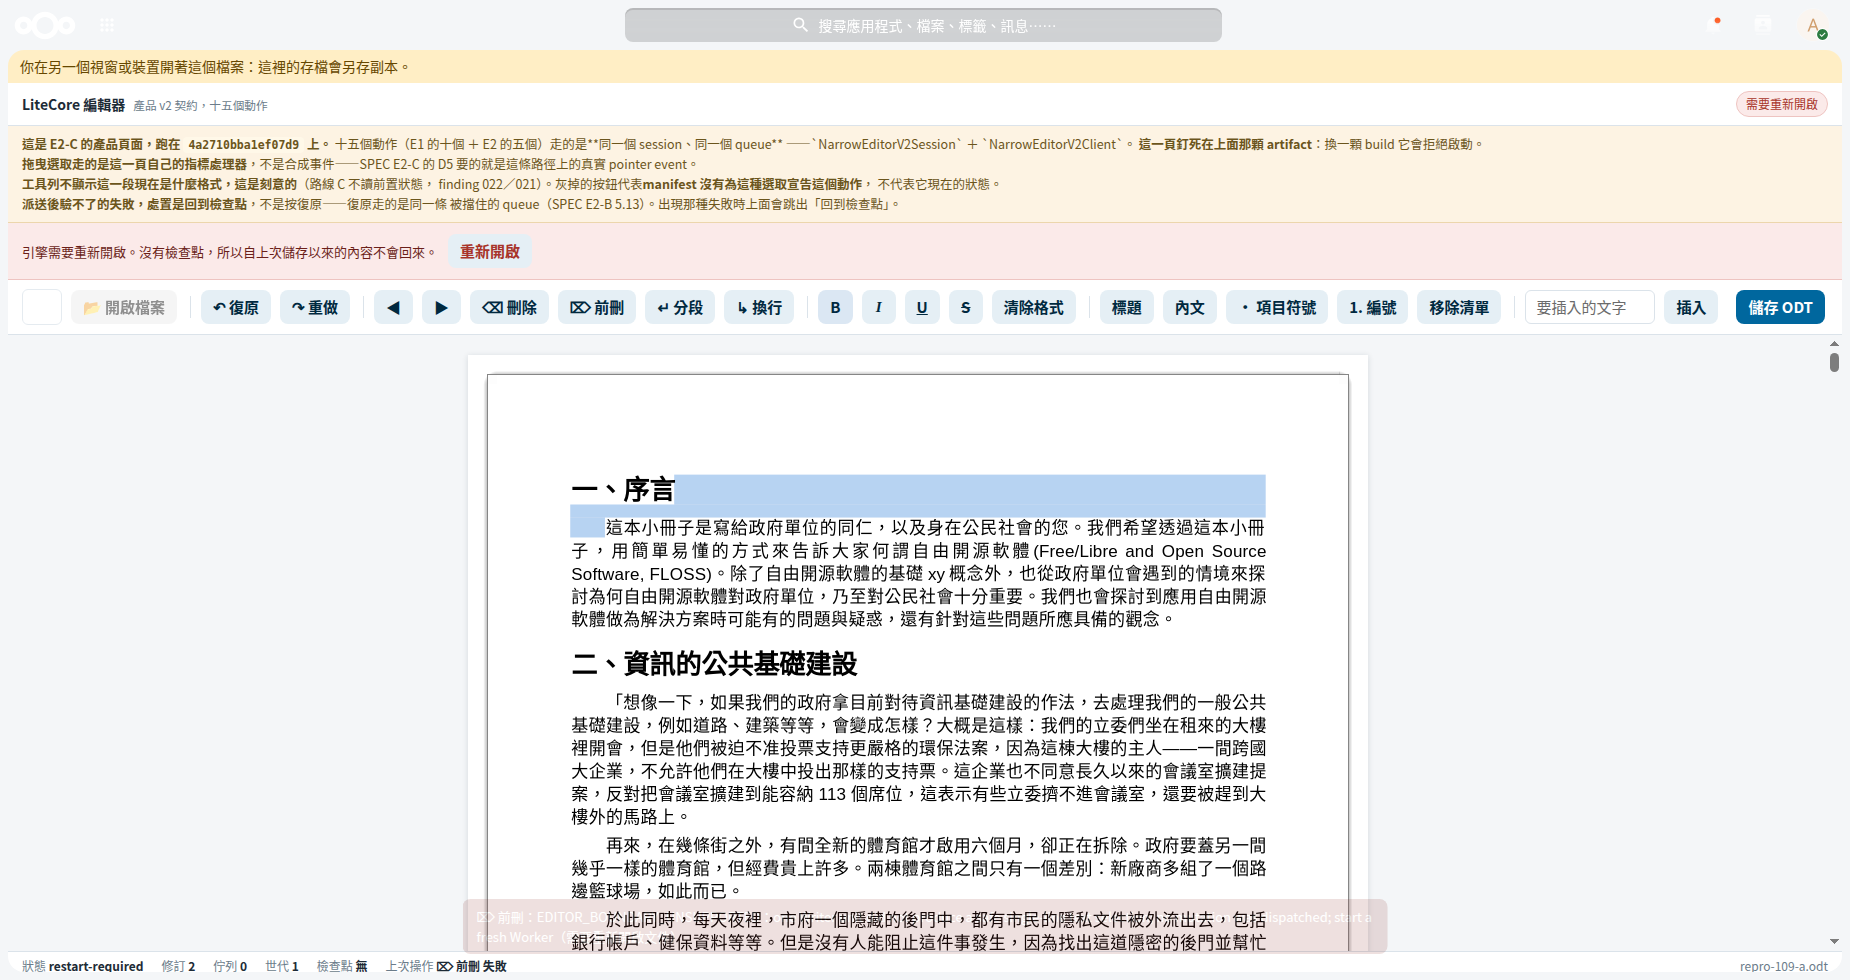 搜尋應用程式、檔案、標籤、訊息……
A
你在另一個視窗或裝置開著這個檔案：這裡的存檔會另存副本。
LiteCore 編輯器 產品 v2 契約，十五個動作 需要重新開啟
這是 E2-C 的產品頁面，跑在 4a2710bba1ef07d9 上。 十五個動作（E1 的十個 ＋ E2 的五個）走的是**同一個 session、同一個 queue** ——`NarrowEditorV2Session` ＋ `NarrowEditorV2Client`。 這一頁釘死在上面那顆 artifact：換一顆 build 它會拒絕啟動。
拖曳選取走的是這一頁自己的指標處理器，不是合成事件——SPEC E2-C 的 D5 要的就是這條路徑上的真實 pointer event。
工具列不顯示這一段現在是什麼格式，這是刻意的（路線 C 不讀前置狀態， finding 022／021）。灰掉的按鈕代表manifest 沒有為這種選取宣告這個動作， 不代表它現在的狀態。
派送後驗不了的失敗，處置是回到檢查點，不是按復原——復原走的是同一條 被擋住的 queue（SPEC E2-B 5.13）。出現那種失敗時上面會跳出「回到檢查點」。
引擎需要重新開啟。沒有檢查點，所以自上次儲存以來的內容不會回來。 重新開啟
📂 開啟檔案 ↶ 復原 ↷ 重做 ◀ ▶ ⌫ 刪除 ⌦ 前刪 ↵ 分段 ↳ 換行 B I U S 清除格式 標題 內文 • 項目符號 1. 編號 移除清單 要插入的文字 插入 儲存 ODT
一、序言
這本小冊子是寫給政府單位的同仁，以及身在公民社會的您。我們希望透過這本小冊
子，用簡單易懂的方式來告訴大家何謂自由開源軟體(Free/Libre and Open Source
Software, FLOSS)。除了自由開源軟體的基礎 xy 概念外，也從政府單位會遇到的情境來探
討為何自由開源軟體對政府單位，乃至對公民社會十分重要。我們也會探討到應用自由開源
軟體做為解決方案時可能有的問題與疑惑，還有針對這些問題所應具備的觀念。
二、資訊的公共基礎建設
「想像一下，如果我們的政府拿目前對待資訊基礎建設的作法，去處理我們的一般公共
基礎建設，例如道路、建築等等，會變成怎樣？大概是這樣：我們的立委們坐在租來的大樓
裡開會，但是他們被迫不准投票支持更嚴格的環保法案，因為這棟大樓的主人——一間跨國
大企業，不允許他們在大樓中投出那樣的支持票。這企業也不同意長久以來的會議室擴建提
案，反對把會議室擴建到能容納 113 個席位，這表示有些立委擠不進會議室，還要被趕到大
樓外的馬路上。
再來，在幾條街之外，有間全新的體育館才啟用六個月，卻正在拆除。政府要蓋另一間
幾乎一樣的體育館，但經費貴上許多。兩棟體育館之間只有一個差別：新廠商多組了一個路
邊籃球場，如此而已。
於此同時，每天夜裡，市府一個隱藏的後門中，都有市民的隱私文件被外流出去，包括
銀行帳戶、健保資料等等。但是沒有人能阻止這件事發生，因為找出這道隱密的後門並幫忙
⌦ 前刪：EDITOR_BO dispatched; start a
fresh Worker
狀態 restart-required 修訂 2 佇列 0 世代 1 檢查點 無 上次操作 ⌦ 前刪 失敗 repro-109-a.odt